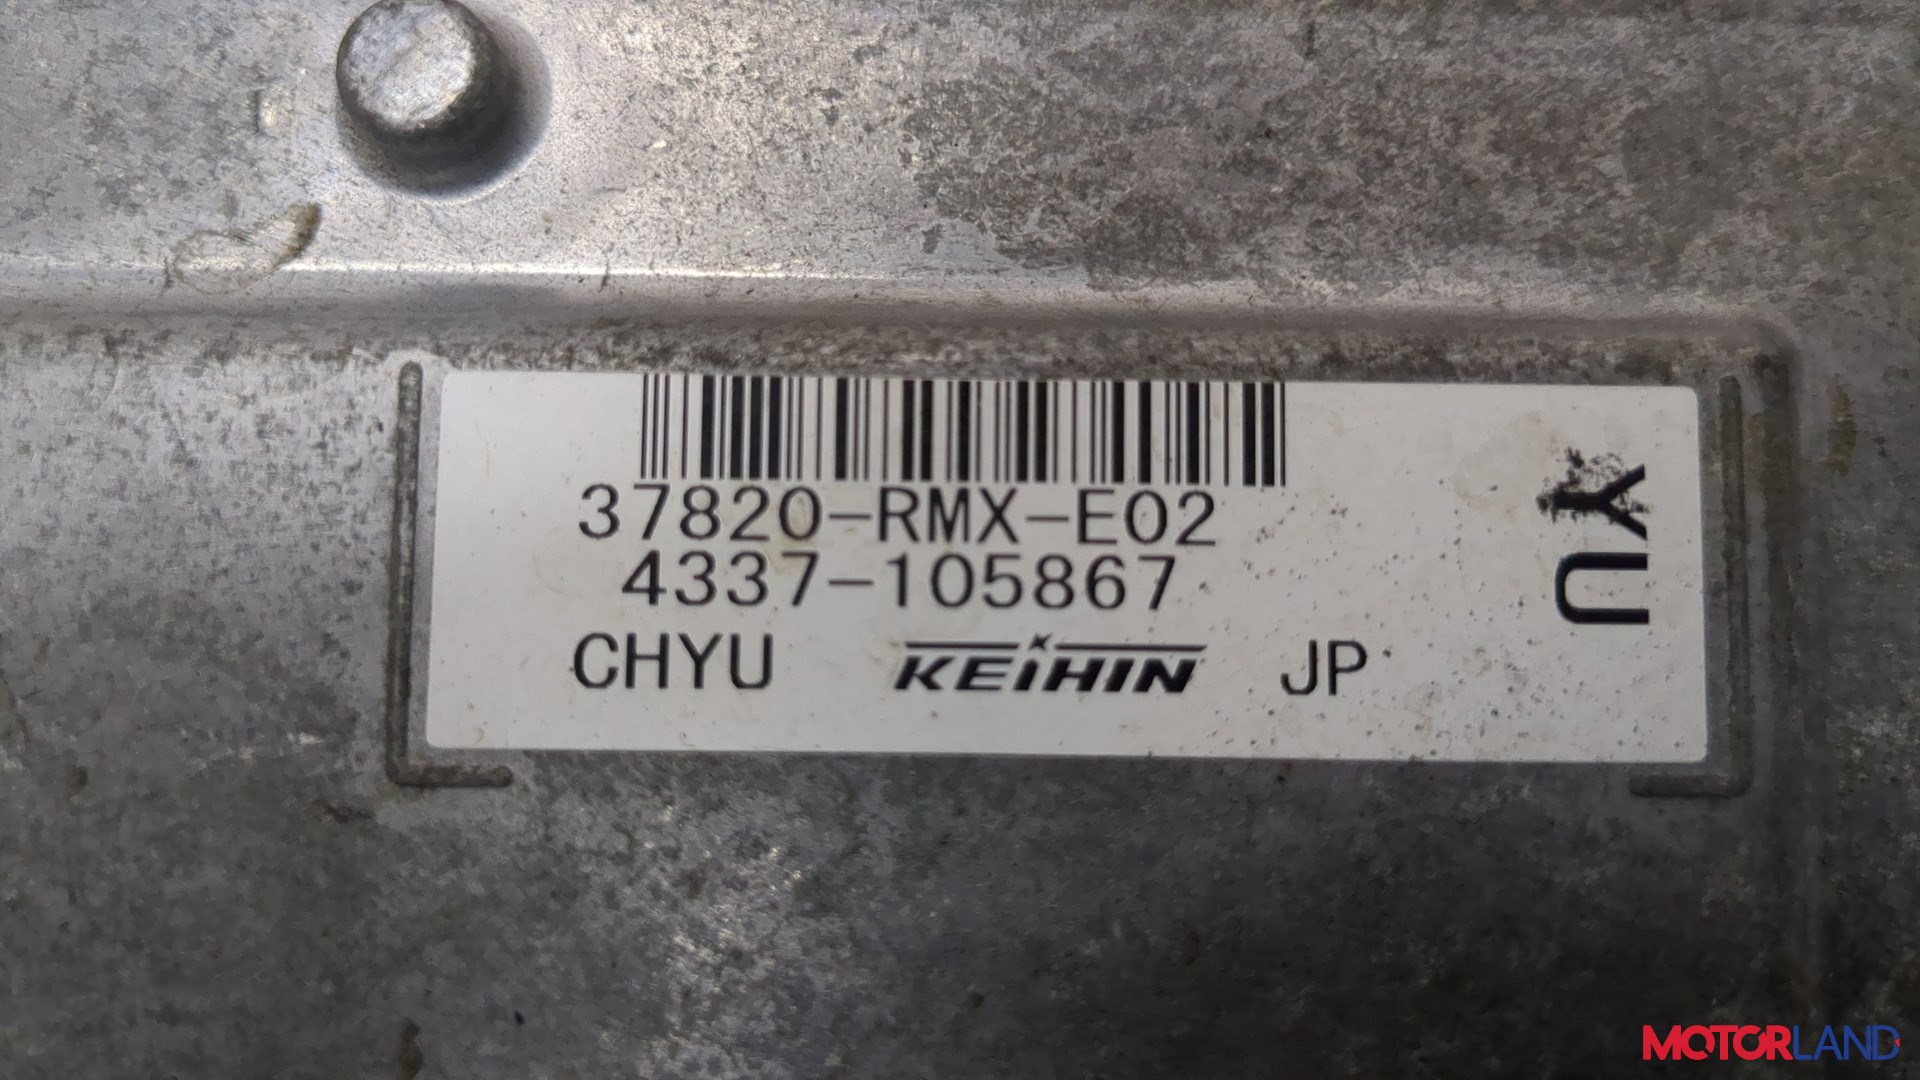 37820-RMX-E02
4337-105867
CHYU KEIHIN JP
YU
MOTORLAND